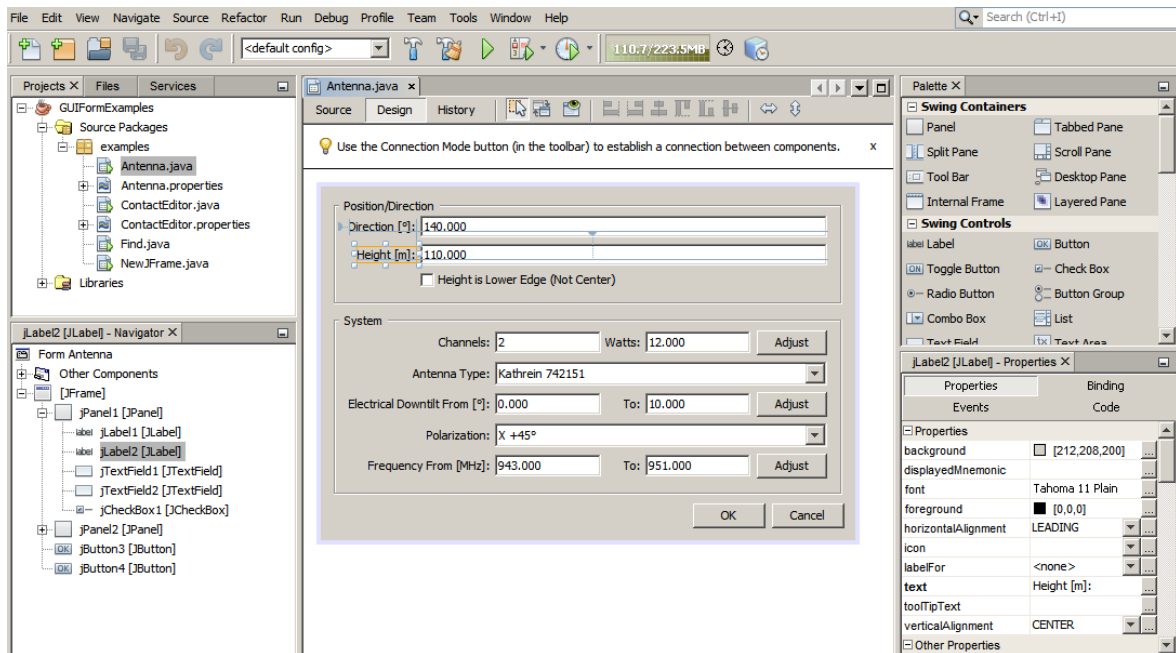 File Edit View Navigate Source Refactor Run Debug Profile Team Tools Window Help
Search (Ctrl+I)
<default config>
110.7/223.5MB
Projects X Files Services
GUIFormExamples
Source Packages
examples
Antenna.java
Antenna.properties
ContactEditor.java
ContactEditor.properties
Find.java
NewJFrame.java
Libraries
jLabel2 [JLabel] - Navigator X
Form Antenna
Other Components
[JFrame]
jPanel1 [JPanel]
label jLabel1 [JLabel]
label jLabel2 [JLabel]
jTextField1 [JTextField]
jTextField2 [JTextField]
jCheckBox1 [JCheckBox]
jPanel2 [JPanel]
OK jButton3 [JButton]
OK jButton4 [JButton]
Antenna.java x
Source Design History
Use the Connection Mode button (in the toolbar) to establish a connection between components. x
Position/Direction
Direction [°]: 140.000
Height [m]: 110.000
Height is Lower Edge (Not Center)
System
Channels: 2 Watts: 12.000 Adjust
Antenna Type: Kathrein 742151
Electrical Downtilt From [°]: 0.000 To: 10.000 Adjust
Polarization: X +45°
Frequency From [MHz]: 943.000 To: 951.000 Adjust
OK Cancel
Palette X
Swing Containers
Panel Tabbed Pane
Split Pane Scroll Pane
Tool Bar Desktop Pane
Internal Frame Layered Pane
Swing Controls
label Label OK Button
ON Toggle Button Check Box
Radio Button Button Group
Combo Box List
Text Field Text Area
jLabel2 [JLabel] - Properties X
Properties Binding
Events Code
Properties
background [212,208,200] ...
displayedMnemonic ...
font Tahoma 11 Plain ...
foreground [0,0,0] ...
horizontalAlignment LEADING ...
icon ...
labelFor <none> ...
text Height [m]: ...
toolTipText ...
verticalAlignment CENTER ...
Other Properties